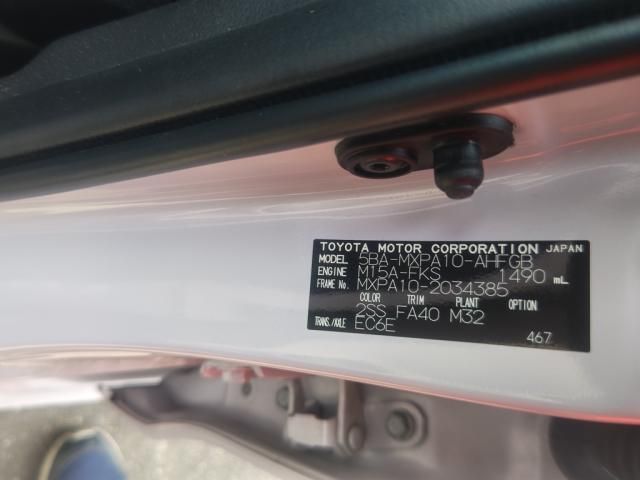 TOYOTA MOTOR CORPORATION JAPAN
MODEL 5BA-MXPA10-AHFGB
ENGINE M15A-FKS 1490 mL
FRAME No. MXPA10-2034385
COLOR TRIM PLANT OPTION
2SS FA40 M32
TRANS./AXLE EC6E
467